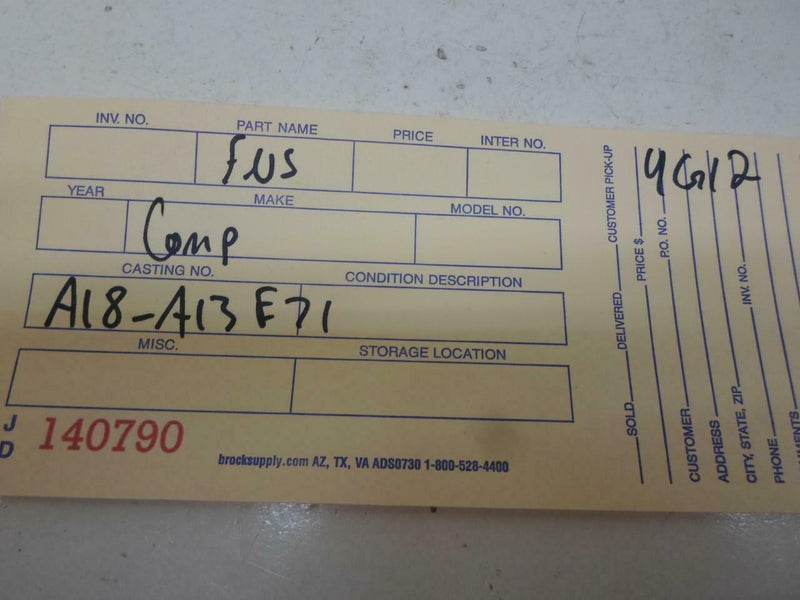 INV. NO. PART NAME PRICE INTER NO.
FUS
YEAR MAKE MODEL NO.
Comp
CASTING NO. CONDITION DESCRIPTION
A18-A13 E71
MISC. STORAGE LOCATION
J
D
140790
brocksupply.com AZ, TX, VA ADS0730 1-800-528-4400
4G12
SOLD DELIVERED CUSTOMER PICK-UP
PRICE $
P.O. NO.
CUSTOMER
ADDRESS
CITY, STATE, ZIP INV. NO.
PHONE